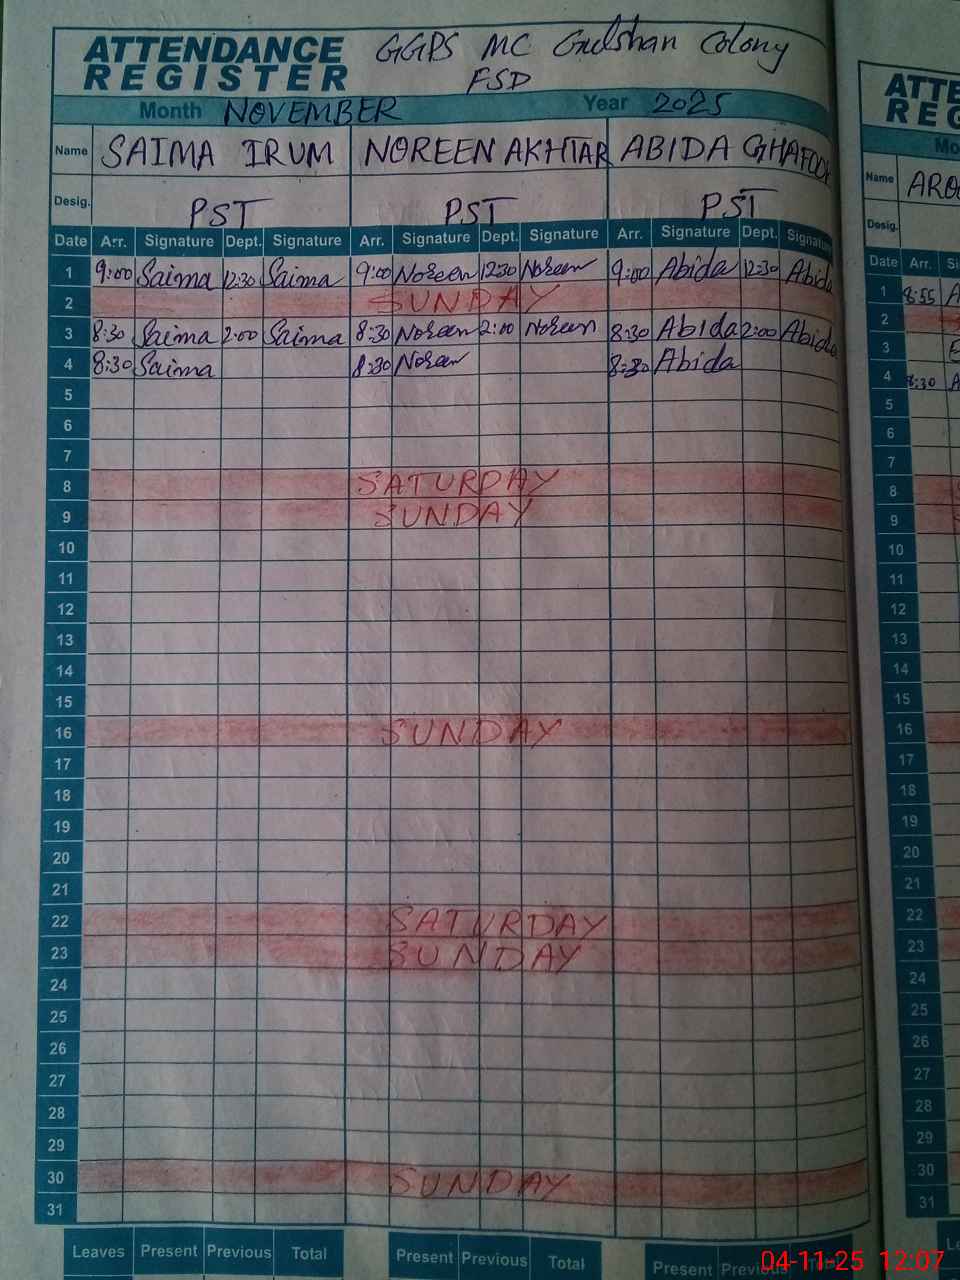 ATTENDANCE REGISTER GGPS MC Gulshan Colony FSD
Month NOVEMBER Year 2025
Name SAIMA IRUM NOREEN AKHTAR ABIDA GHAFOOR
Desig. PST PST PST
Date Arr. Signature Dept. Signature Arr. Signature Dept. Signature Arr. Signature Dept. Signature
1 9:00 Saima 12:30 Saima 9:00 Noreen 12:30 Noreen 9:00 Abida 12:30 Abida
2 SUNDAY
3 8:30 Saima 2:00 Saima 8:30 Noreen 2:00 Noreen 8:30 Abida 2:00 Abida
4 8:30 Saima 8:30 Noreen 8:30 Abida
5
6
7
8 SATURDAY
9 SUNDAY
10
11
12
13
14
15
16 SUNDAY
17
18
19
20
21
22 SATURDAY
23 SUNDAY
24
25
26
27
28
29
30 SUNDAY
31
Leaves Present Previous Total Present Previous Total Present Previous
Name
Desig.
Date Arr.
1 8:55
2
3
4 8:30
5
6
7
8
9
10
11
12
13
14
15
16
17
18
19
20
21
22
23
24
25
26
27
28
29
30
31
04-11-25 12:07